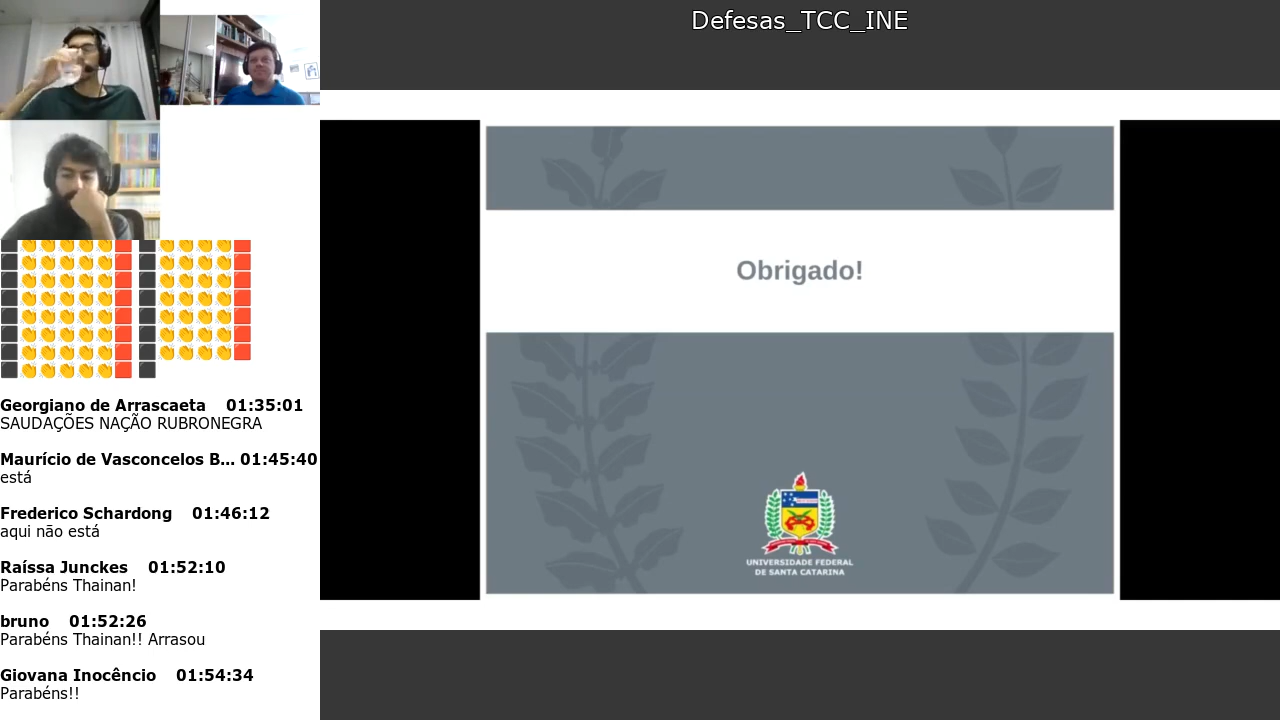 Defesas_TCC_INE
Obrigado!
UNIVERSIDADE FEDERAL
DE SANTA CATARINA
Georgiano de Arrascaeta 01:35:01
SAUDAÇÕES NAÇÃO RUBRONEGRA
Maurício de Vasconcelos B... 01:45:40
está
Frederico Schardong 01:46:12
aqui não está
Raíssa Junckes 01:52:10
Parabéns Thainan!
bruno 01:52:26
Parabéns Thainan!! Arrasou
Giovana Inocêncio 01:54:34
Parabéns!!